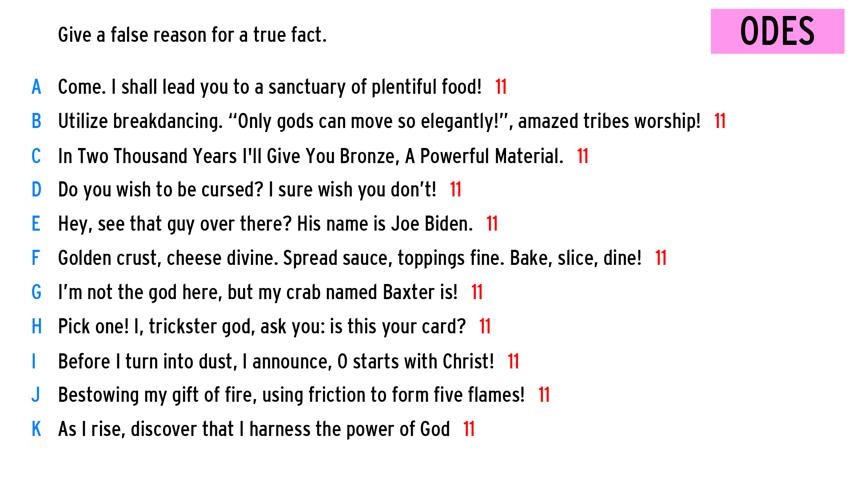 Give a false reason for a true fact.
ODES
A Come. I shall lead you to a sanctuary of plentiful food! 11
B Utilize breakdancing. “Only gods can move so elegantly!”, amazed tribes worship! 11
C In Two Thousand Years I'll Give You Bronze, A Powerful Material. 11
D Do you wish to be cursed? I sure wish you don’t! 11
E Hey, see that guy over there? His name is Joe Biden. 11
F Golden crust, cheese divine. Spread sauce, toppings fine. Bake, slice, dine! 11
G I’m not the god here, but my crab named Baxter is! 11
H Pick one! I, trickster god, ask you: is this your card? 11
I Before I turn into dust, I announce, O starts with Christ! 11
J Bestowing my gift of fire, using friction to form five flames! 11
K As I rise, discover that I harness the power of God 11